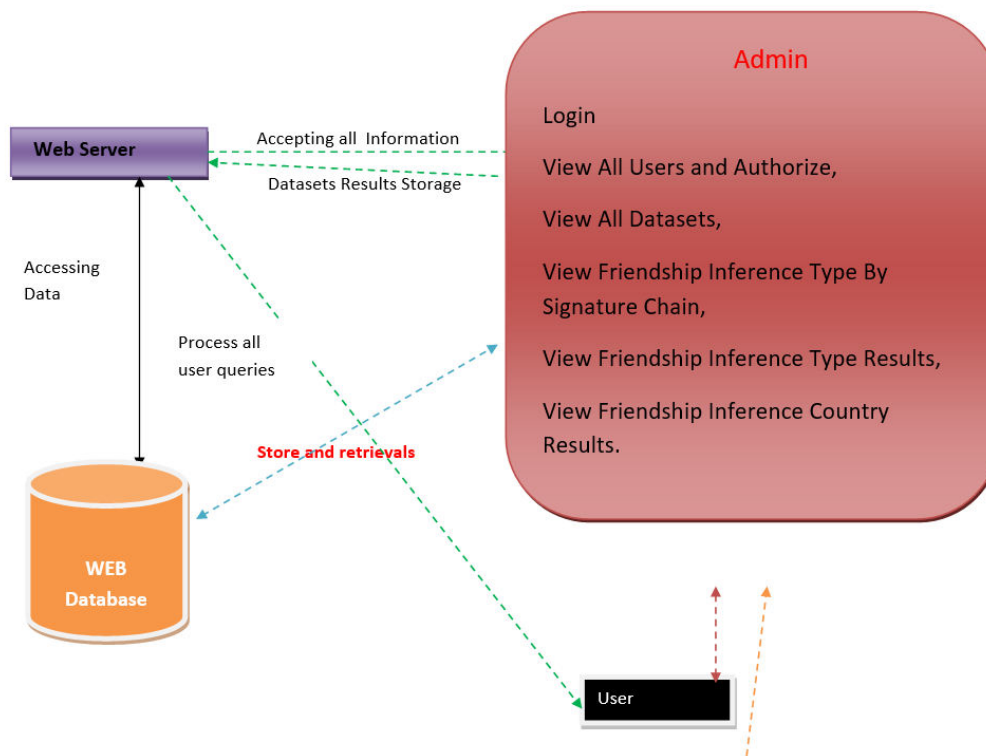 Admin
Login
View All Users and Authorize,
View All Datasets,
View Friendship Inference Type By
Signature Chain,
View Friendship Inference Type Results,
View Friendship Inference Country
Results.
Web Server
Accepting all  Information
Datasets Results Storage
Accessing
Data
Process all
user queries
Store and retrievals
WEB
Database
User